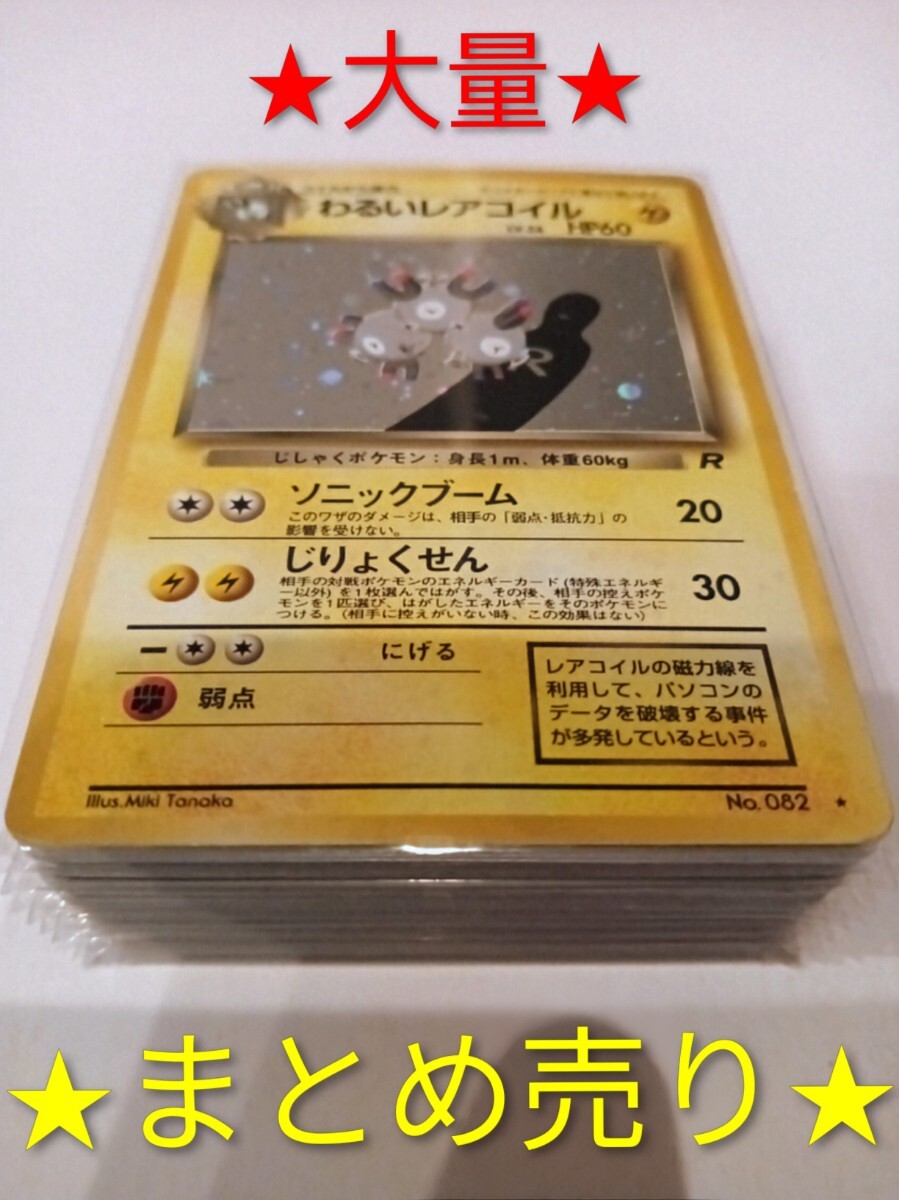 ★大量★
わるいレアコイル
HP60
R
じしゃくポケモン：身長1m、体重60kg R
ソニックブーム 20
このワザのダメージは、相手の「弱点・抵抗力」の
影響を受けない。
じりょくせん 30
相手の対戦ポケモンのエネルギーカード(特殊エネルギ
ー以外)を1枚選んではがす。その後、相手の控えポケ
モンを1匹選び、はがしたエネルギーをそのポケモンに
つける。(相手に控えがいない時、この効果はない)
にげる
弱点
レアコイルの磁力線を
利用して、パソコンの
データを破壊する事件
が多発しているという。
Illus.Miki Tanaka No.082 ★
★まとめ売り★